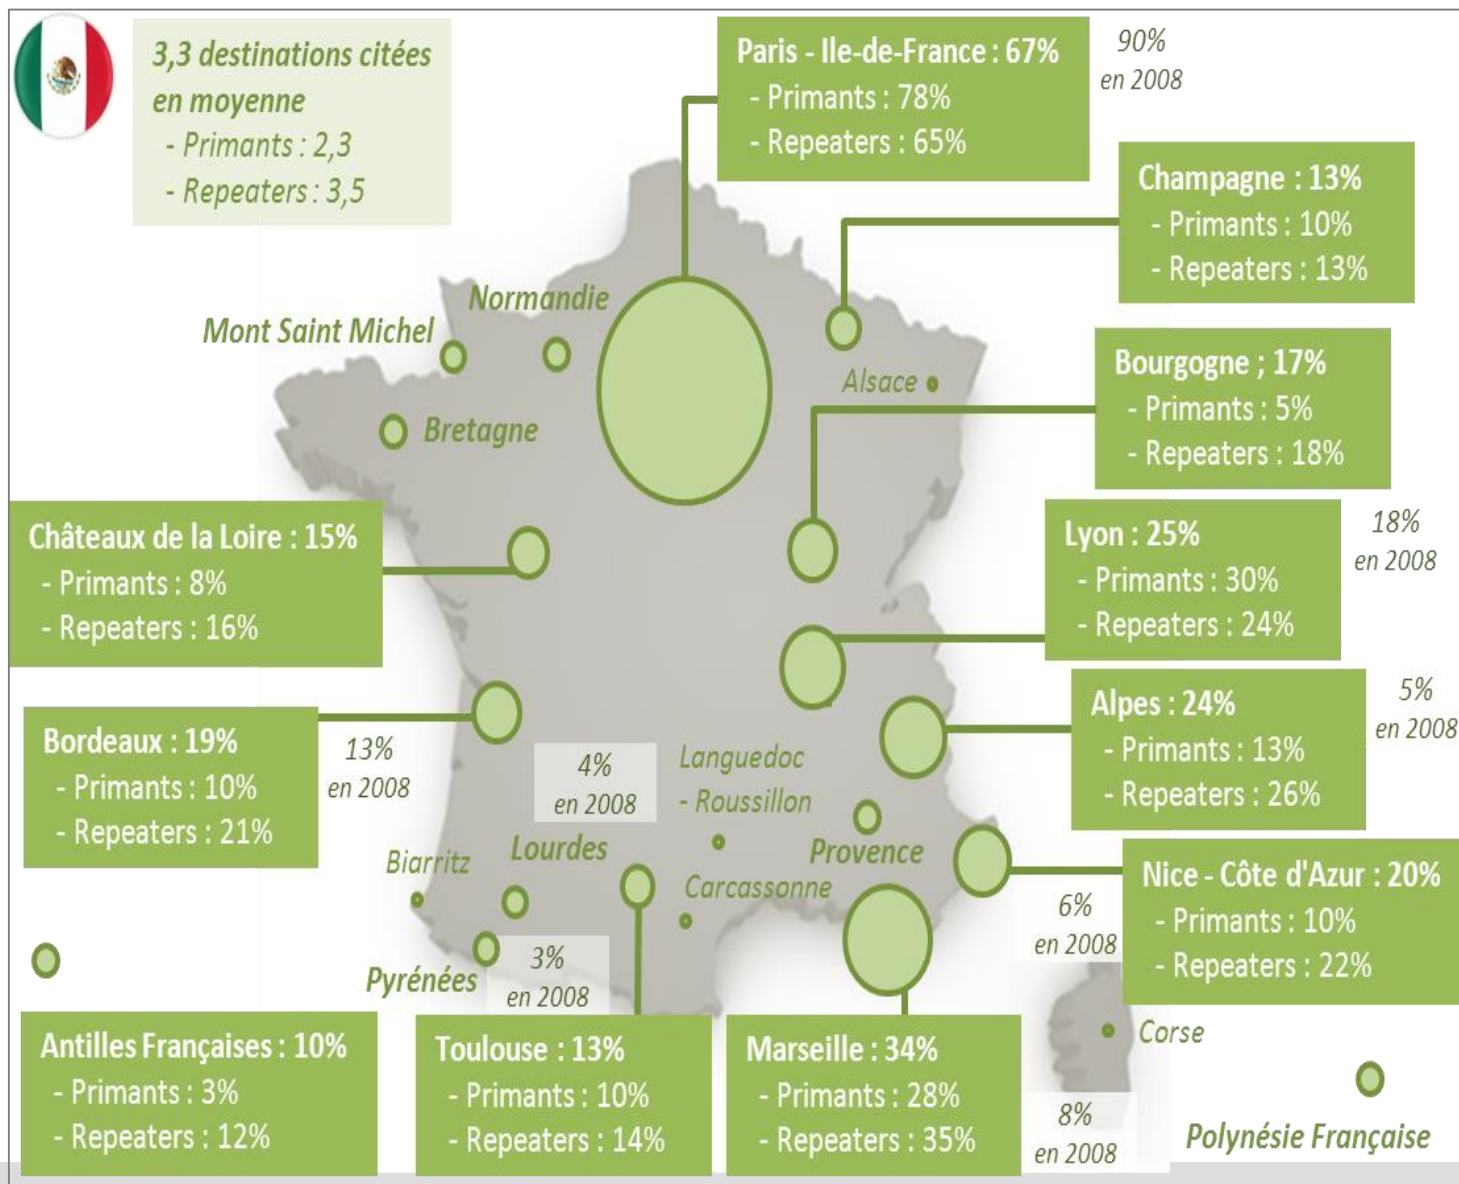 3,3 destinations citées
en moyenne
- Primants : 2,3
- Repeaters : 3,5
Paris - Ile-de-France : 67%
- Primants : 78%
- Repeaters : 65%
90%
en 2008
Champagne : 13%
- Primants : 10%
- Repeaters : 13%
Normandie
Mont Saint Michel
Alsace
Bretagne
Bourgogne ; 17%
- Primants : 5%
- Repeaters : 18%
Châteaux de la Loire : 15%
- Primants : 8%
- Repeaters : 16%
Lyon : 25%
- Primants : 30%
- Repeaters : 24%
18%
en 2008
Alpes : 24%
- Primants : 13%
- Repeaters : 26%
5%
en 2008
Bordeaux : 19%
- Primants : 10%
- Repeaters : 21%
13%
en 2008
4%
en 2008
Languedoc
- Roussillon
Biarritz
Lourdes
Carcassonne
Provence
Nice - Côte d'Azur : 20%
- Primants : 10%
- Repeaters : 22%
6%
en 2008
Pyrénées
3%
en 2008
Antilles Françaises : 10%
- Primants : 3%
- Repeaters : 12%
Toulouse : 13%
- Primants : 10%
- Repeaters : 14%
Marseille : 34%
- Primants : 28%
- Repeaters : 35%
8%
en 2008
Corse
Polynésie Française